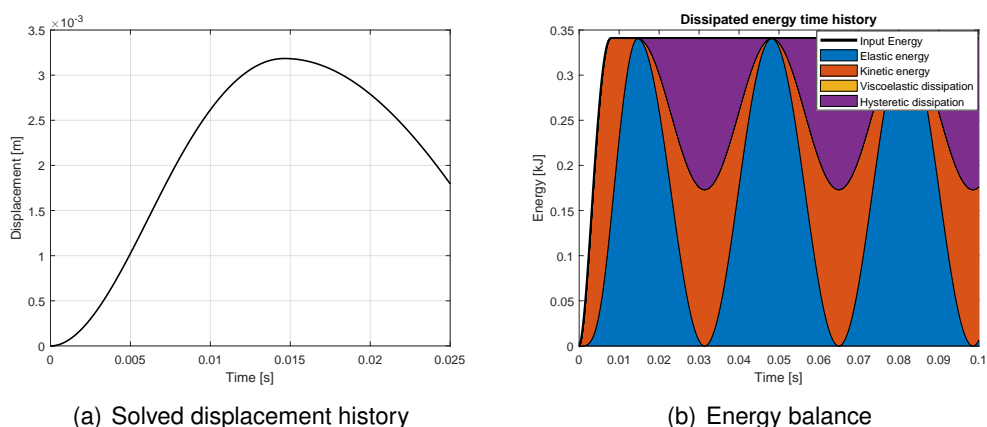 ×10⁻³
3.5
3
2.5
2
1.5
1
0.5
0
Displacement [m]
0 0.005 0.01 0.015 0.02 0.025
Time [s]
(a) Solved displacement history
Dissipated energy time history
0.35
0.3
0.25
0.2
0.15
0.1
0.05
0
Energy [kJ]
Input Energy
Elastic energy
Kinetic energy
Viscoelastic dissipation
Hysteretic dissipation
0 0.01 0.02 0.03 0.04 0.05 0.06 0.07 0.08 0.09 0.1
Time [s]
(b) Energy balance